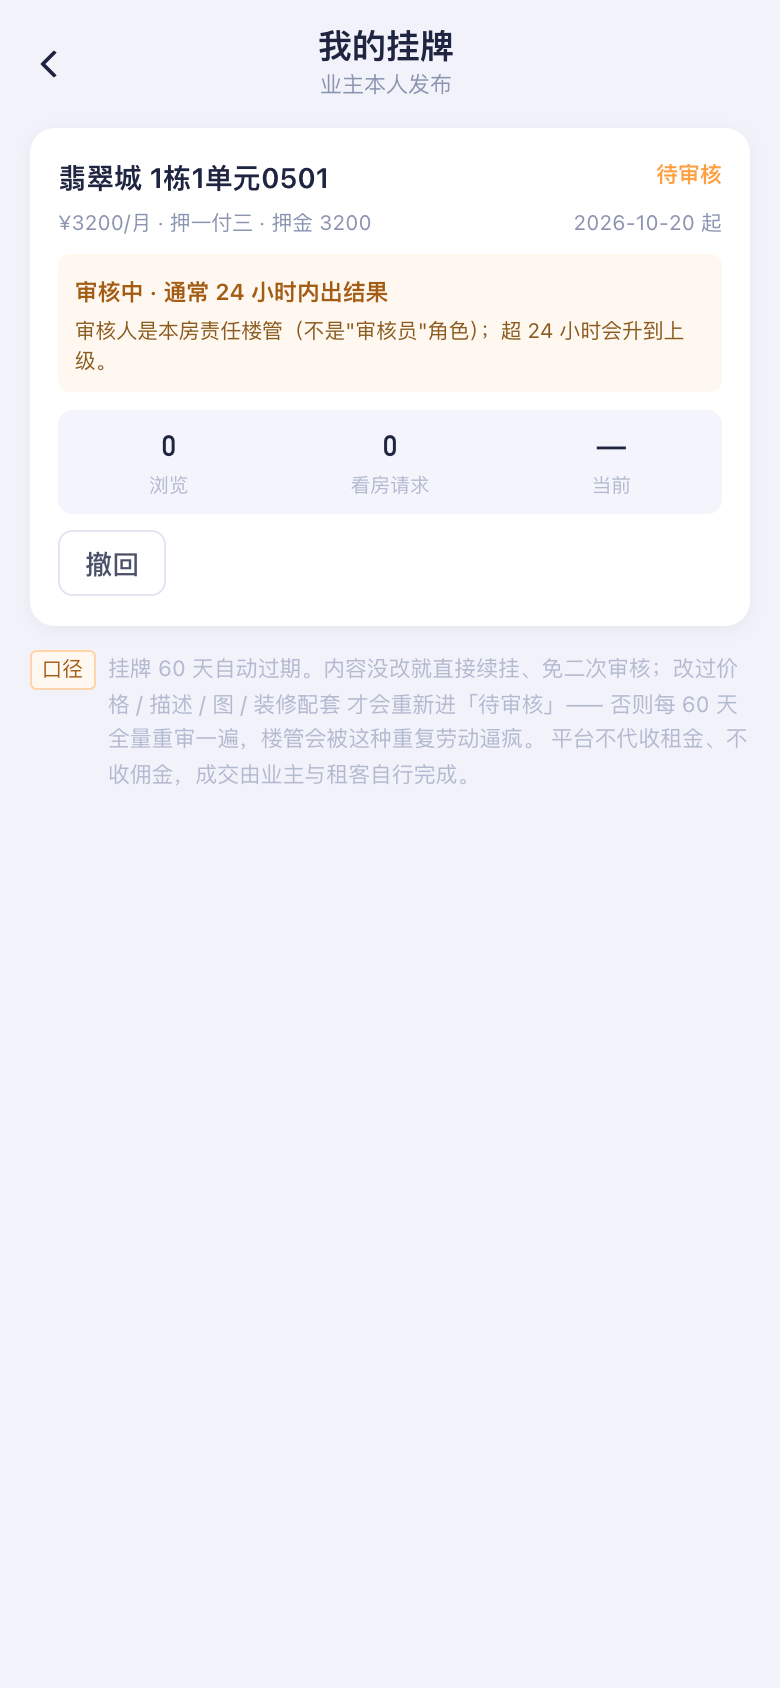 我的挂牌
业主本人发布
翡翠城 1栋1单元0501
待审核
¥3200/月 · 押一付三 · 押金 3200
2026-10-20 起
审核中 · 通常 24 小时内出结果
审核人是本房责任楼管（不是"审核员"角色）；超 24 小时会升到上
级。
0
0
—
浏览
看房请求
当前
撤回
口径
挂牌 60 天自动过期。内容没改就直接续挂、免二次审核；改过价
格 / 描述 / 图 / 装修配套 才会重新进「待审核」—— 否则每 60 天
全量重审一遍，楼管会被这种重复劳动逼疯。 平台不代收租金、不
收佣金，成交由业主与租客自行完成。